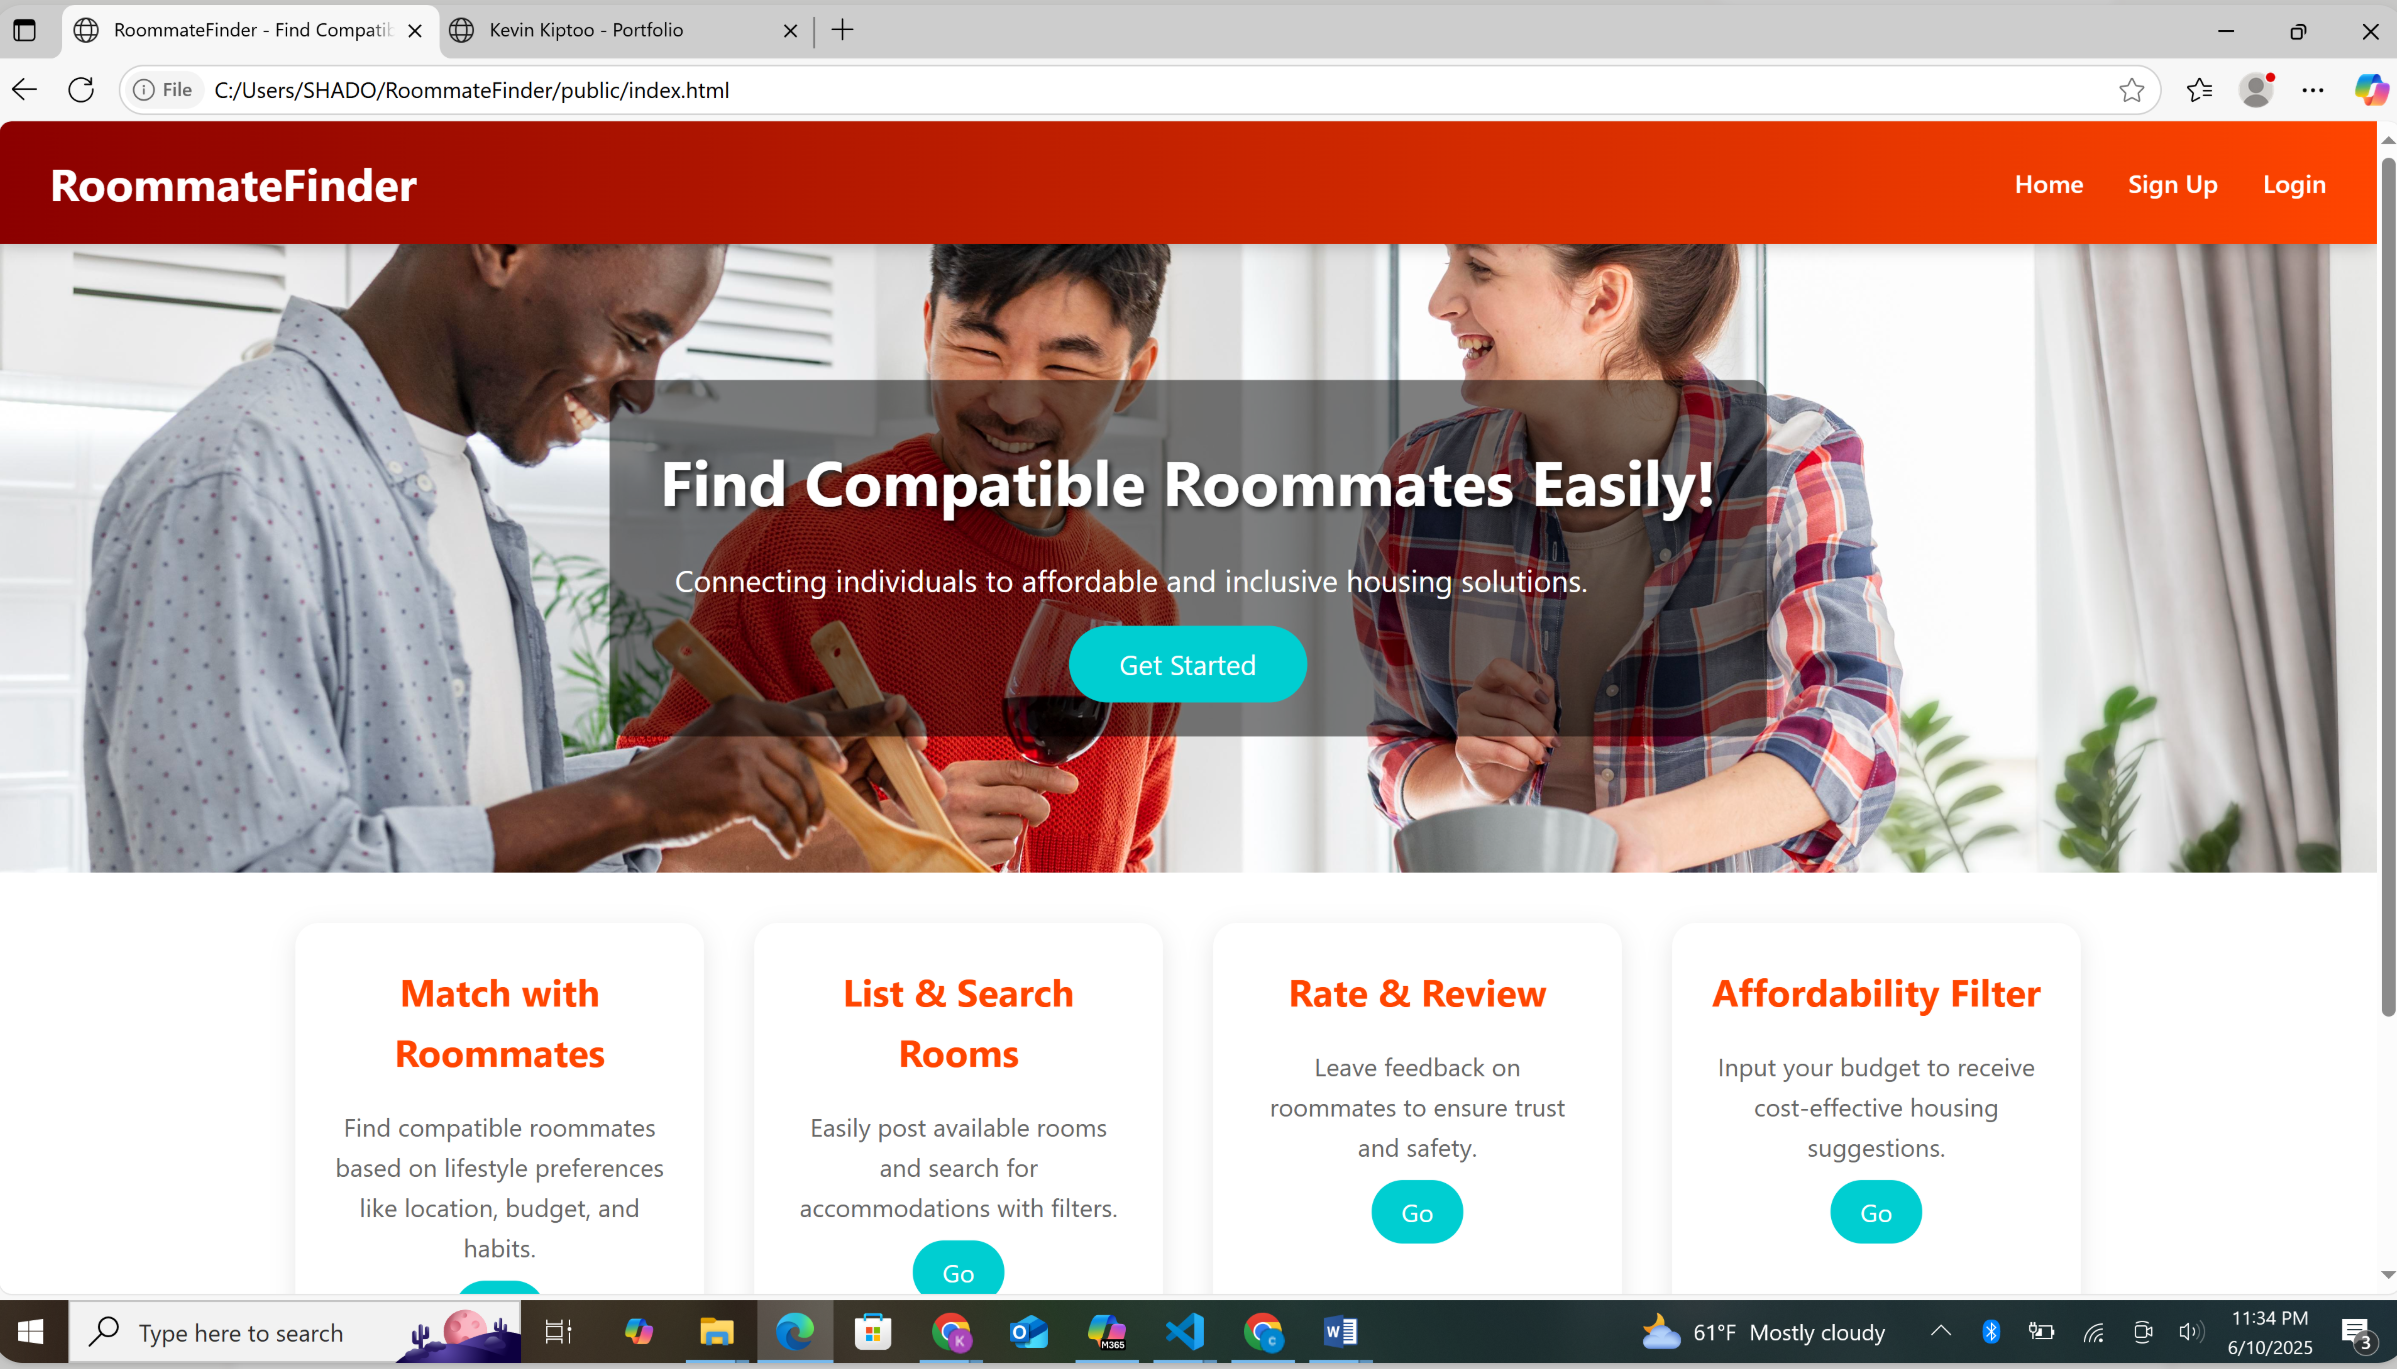 RoommateFinder - Find Compatib
Kevin Kiptoo - Portfolio
File
C:/Users/SHADO/RoommateFinder/public/index.html
RoommateFinder
Home
Sign Up
Login
Find Compatible Roommates Easily!
Connecting individuals to affordable and inclusive housing solutions.
Get Started
Match with
Roommates
Find compatible roommates
based on lifestyle preferences
like location, budget, and
habits.
List & Search
Rooms
Easily post available rooms
and search for
accommodations with filters.
Go
Rate & Review
Leave feedback on
roommates to ensure trust
and safety.
Go
Affordability Filter
Input your budget to receive
cost-effective housing
suggestions.
Go
Type here to search
K
O
M365
C
W
61°F Mostly cloudy
11:34 PM
6/10/2025
3